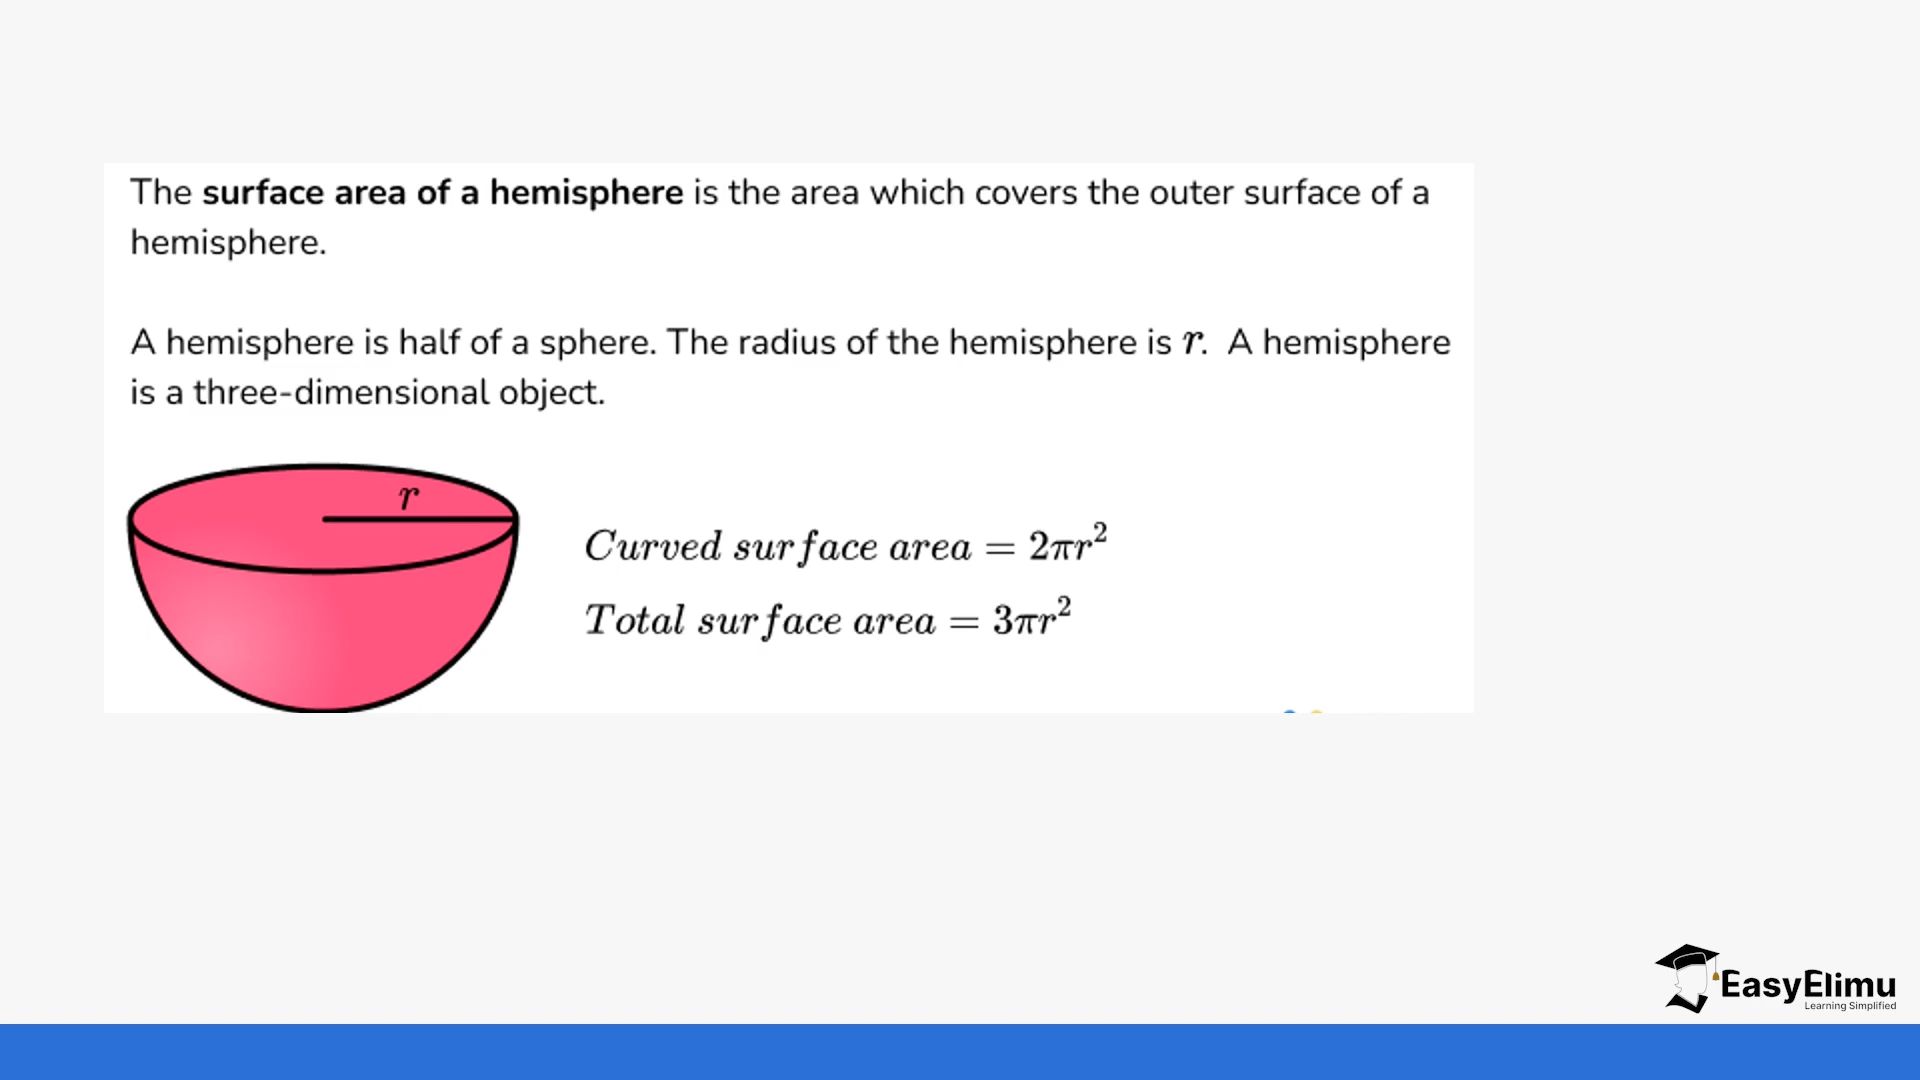 The surface area of a hemisphere is the area which covers the outer surface of a
hemisphere.
A hemisphere is half of a sphere. The radius of the hemisphere is r. A hemisphere
is a three-dimensional object.
r
Curved surface area = 2πr²
Total surface area = 3πr²
EasyElimu
Learning Simplified